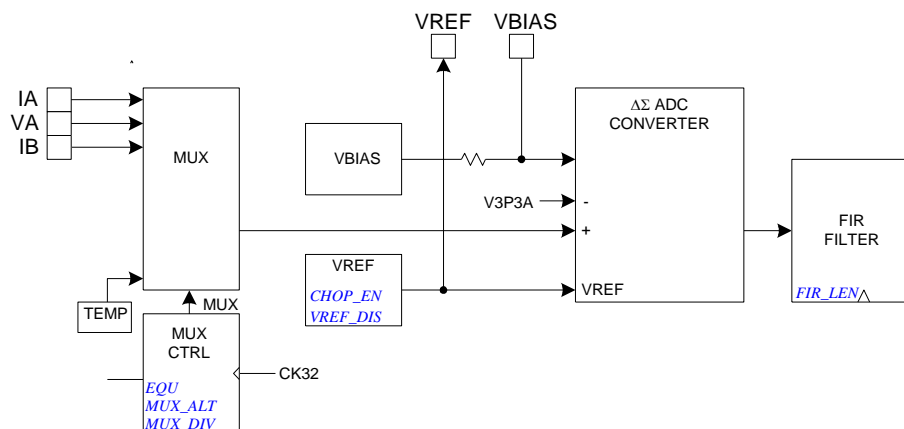 VREF
VBIAS
IA
VA
IB
MUX
ΔΣ ADC
CONVERTER
VBIAS
V3P3A
-
+
FIR
FILTER
VREF
CHOP_EN
VREF_DIS
VREF
FIR_LEN
TEMP
MUX
MUX
CTRL
CK32
EQU
MUX_ALT
MUX_DIV